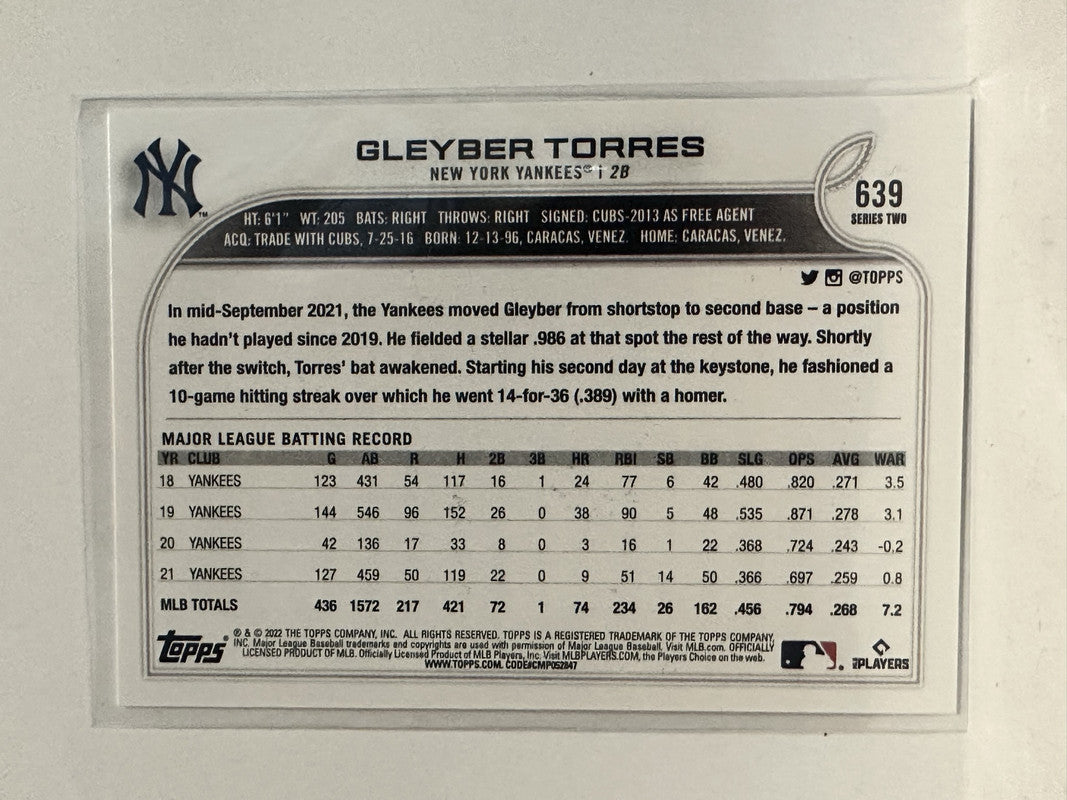 NY™
GLEYBER TORRES
NEW YORK YANKEES® | 2B
639
SERIES TWO
HT: 6'1" WT: 205 BATS: RIGHT THROWS: RIGHT SIGNED: CUBS-2013 AS FREE AGENT
ACQ: TRADE WITH CUBS, 7-25-16 BORN: 12-13-96, CARACAS, VENEZ. HOME: CARACAS, VENEZ.
@TOPPS
In mid-September 2021, the Yankees moved Gleyber from shortstop to second base – a position
he hadn't played since 2019. He fielded a stellar .986 at that spot the rest of the way. Shortly
after the switch, Torres' bat awakened. Starting his second day at the keystone, he fashioned a
10-game hitting streak over which he went 14-for-36 (.389) with a homer.
MAJOR LEAGUE BATTING RECORD
YR CLUB G AB R H 2B 3B HR RBI SB BB SLG OPS AVG WAR
18 YANKEES 123 431 54 117 16 1 24 77 6 42 .480 .820 .271 3.5
19 YANKEES 144 546 96 152 26 0 38 90 5 48 .535 .871 .278 3.1
20 YANKEES 42 136 17 33 8 0 3 16 1 22 .368 .724 .243 -0.2
21 YANKEES 127 459 50 119 22 0 9 51 14 50 .366 .697 .259 0.8
MLB TOTALS 436 1572 217 421 72 1 74 234 26 162 .456 .794 .268 7.2
Topps®
® & © 2022 THE TOPPS COMPANY, INC. ALL RIGHTS RESERVED. TOPPS IS A REGISTERED TRADEMARK OF THE TOPPS COMPANY,
INC. Major League Baseball trademarks and copyrights are used with permission of Major League Baseball. Visit MLB.com. OFFICIALLY
LICENSED PRODUCT OF MLB. Officially Licensed Product of MLB Players, Inc. Visit MLBPLAYERS.COM, the Players Choice on the web.
WWW.TOPPS.COM. CODE#CMP052847
MLB PLAYERS